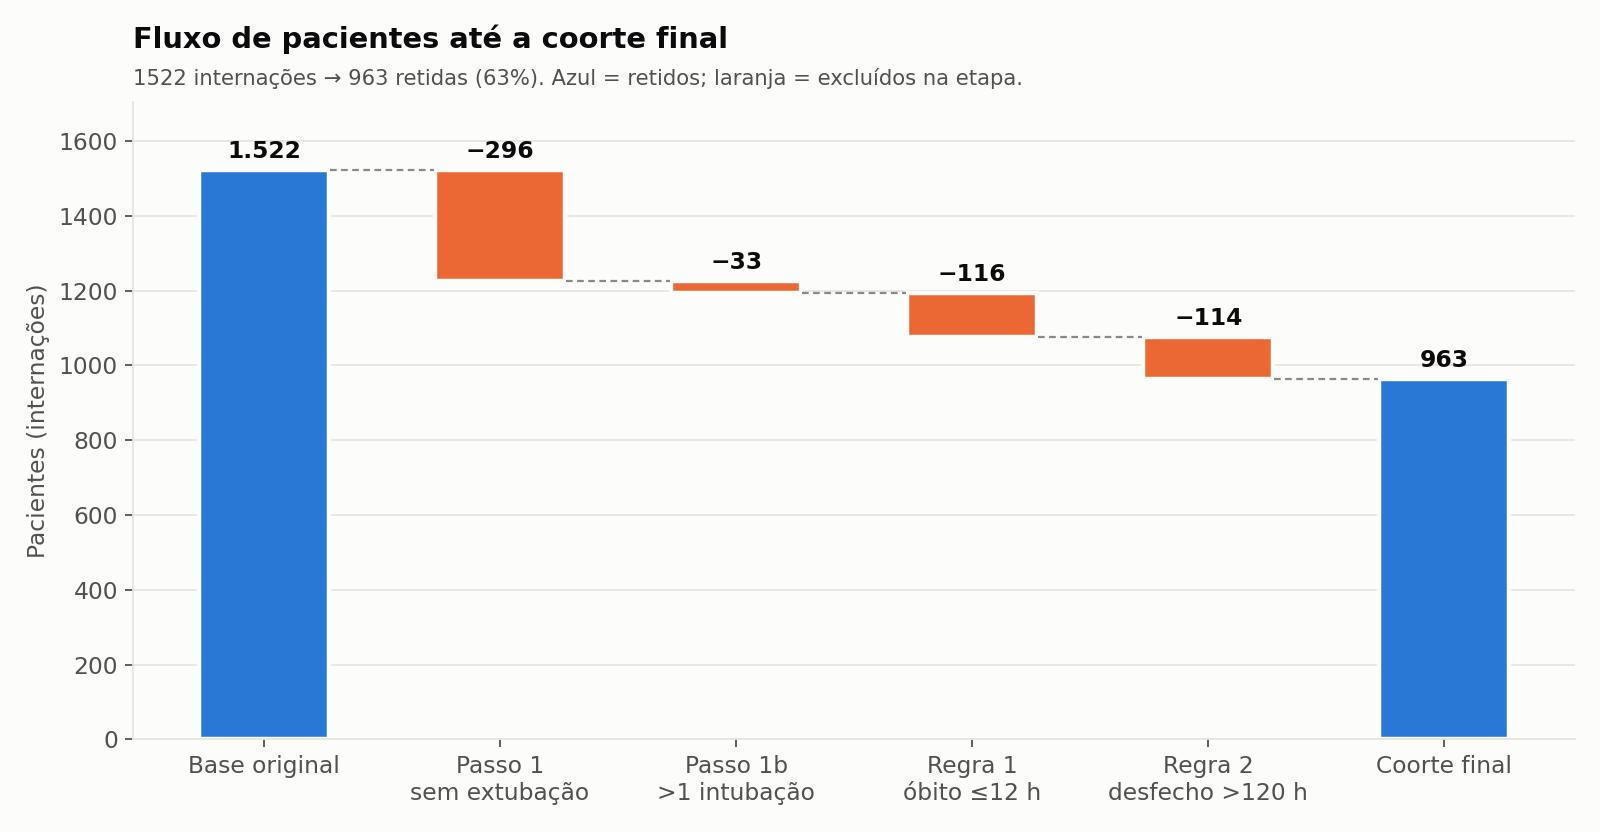 Fluxo de pacientes até a coorte final
1522 internações → 963 retidas (63%). Azul = retidos; laranja = excluídos na etapa.
Pacientes (internações)
1600
1400
1200
1000
800
600
400
200
0
1.522
−296
−33
−116
−114
963
Base original
Passo 1
sem extubação
Passo 1b
>1 intubação
Regra 1
óbito ≤12 h
Regra 2
desfecho >120 h
Coorte final